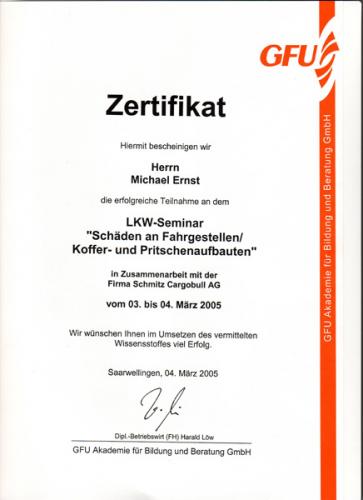 GFU
Zertifikat
Hiermit bescheinigen wir
Herrn
Michael Ernst
die erfolgreiche Teilnahme an dem
LKW-Seminar
"Schäden an Fahrgestellen/
Koffer- und Pritschenaufbauten"
in Zusammenarbeit mit der
Firma Schmitz Cargobull AG
vom 03. bis 04. März 2005
Wir wünschen Ihnen im Umsetzen des vermittelten
Wissensstoffes viel Erfolg.
Saarwellingen, 04. März 2005
Dipl.-Betriebswirt (FH) Harald Löw
GFU Akademie für Bildung und Beratung GmbH
GFU Akademie für Bildung und Beratung GmbH